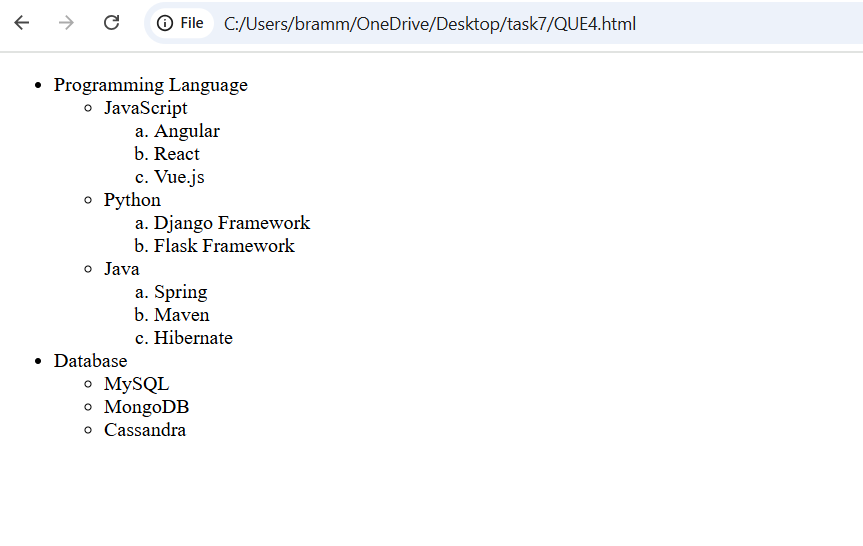 File C:/Users/bramm/OneDrive/Desktop/task7/QUE4.html
• Programming Language
◦ JavaScript
a. Angular
b. React
c. Vue.js
◦ Python
a. Django Framework
b. Flask Framework
◦ Java
a. Spring
b. Maven
c. Hibernate
• Database
◦ MySQL
◦ MongoDB
◦ Cassandra